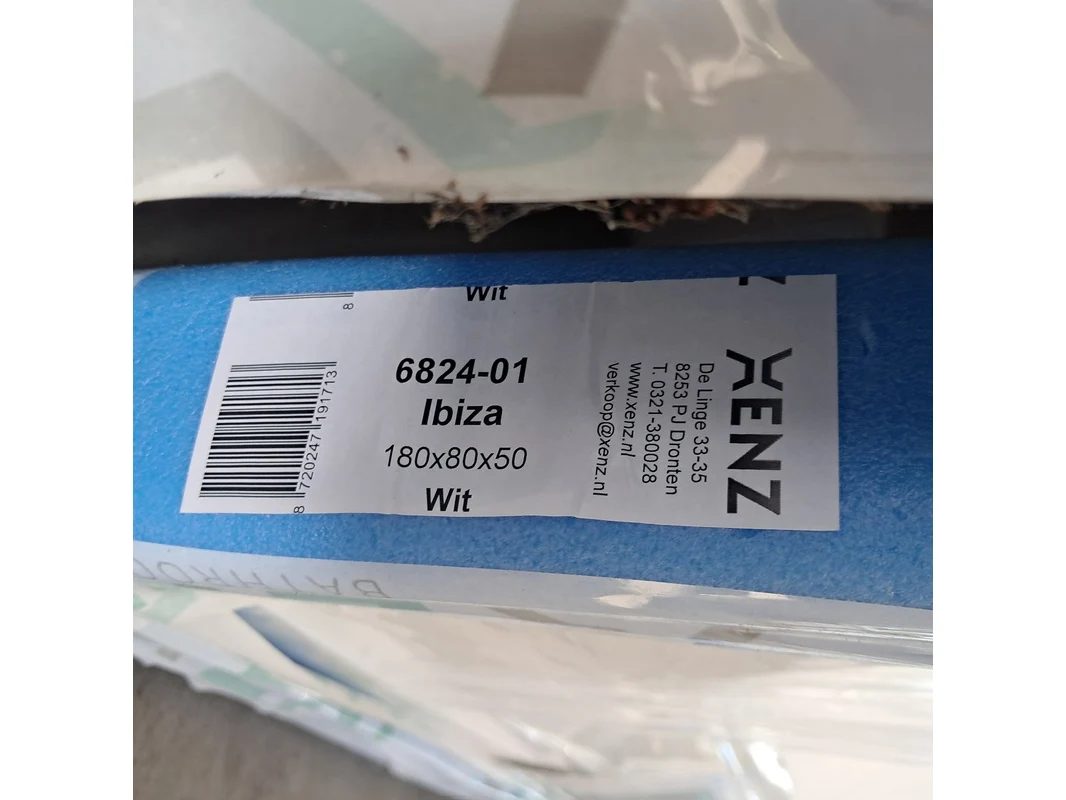 Wit
8
6824-01
Ibiza
180x80x50
Wit
8 720247 191713
XENZ
De Linge 33-35
8253 PJ Dronten
T. 0321-380028
www.xenz.nl
verkoop@xenz.nl
Z